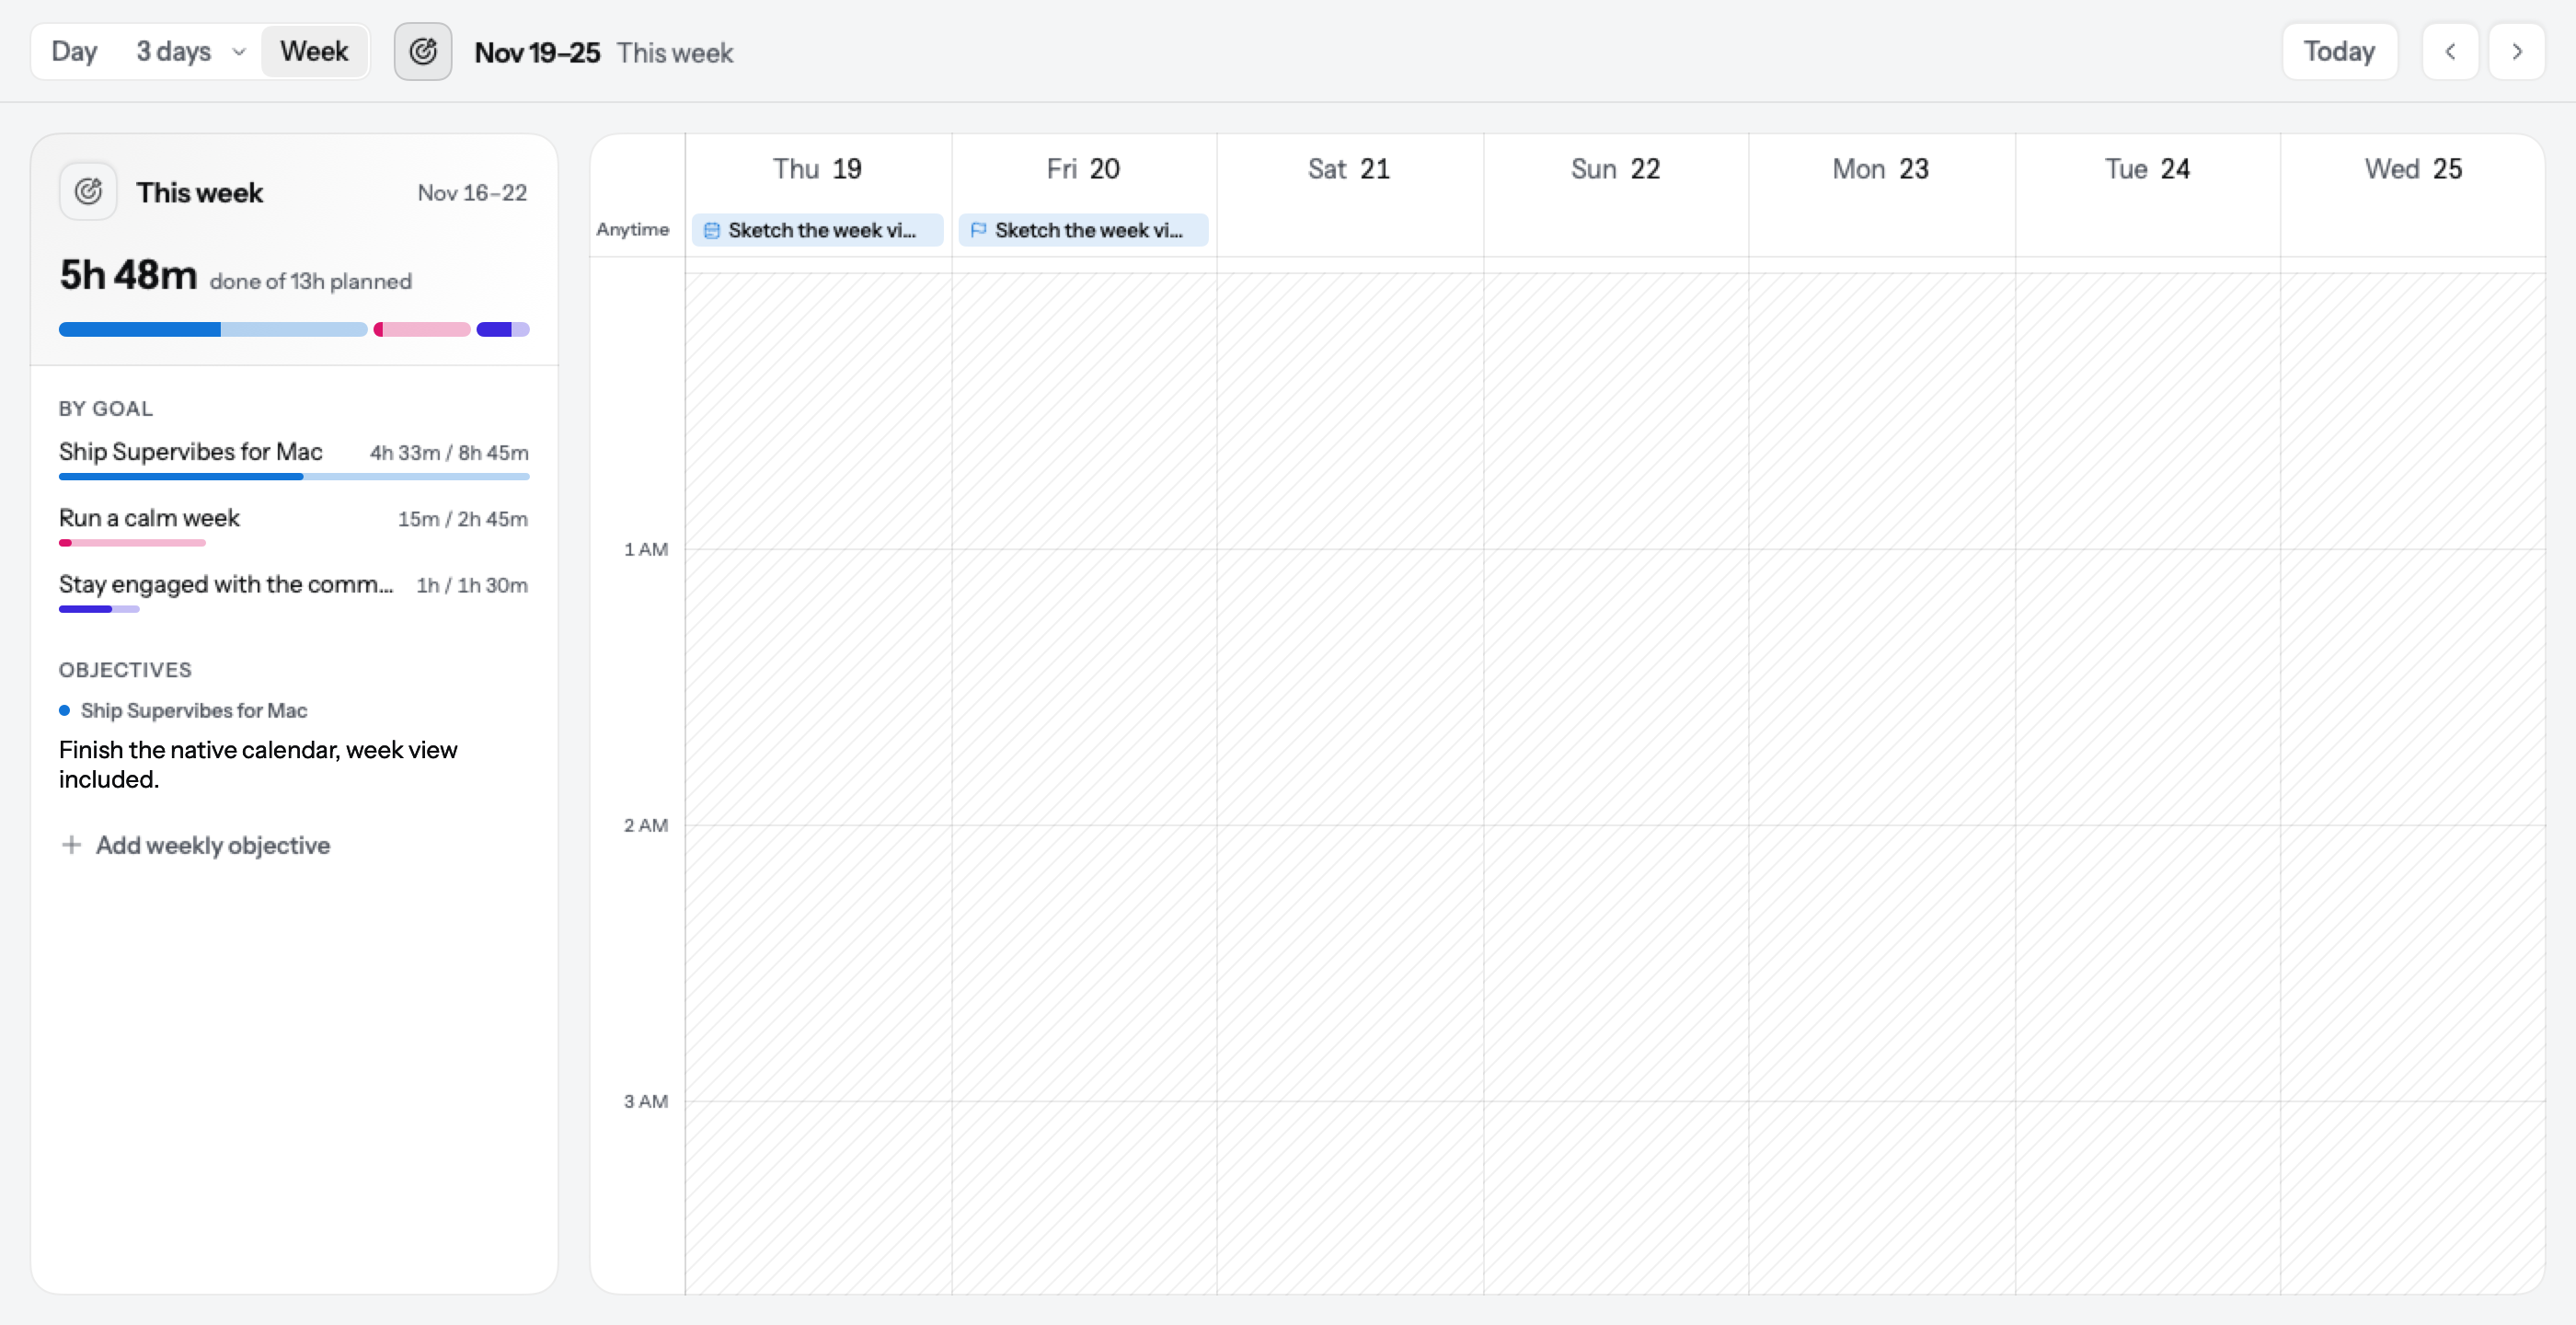 Day 3 days Week Nov 19–25 This week Today
This week Nov 16–22
5h 48m done of 13h planned
BY GOAL
Ship Supervibes for Mac 4h 33m / 8h 45m
Run a calm week 15m / 2h 45m
Stay engaged with the comm... 1h / 1h 30m
OBJECTIVES
Ship Supervibes for Mac
Finish the native calendar, week view
included.
Add weekly objective
Thu 19 Fri 20 Sat 21 Sun 22 Mon 23 Tue 24 Wed 25
Anytime Sketch the week vi... Sketch the week vi...
1 AM
2 AM
3 AM